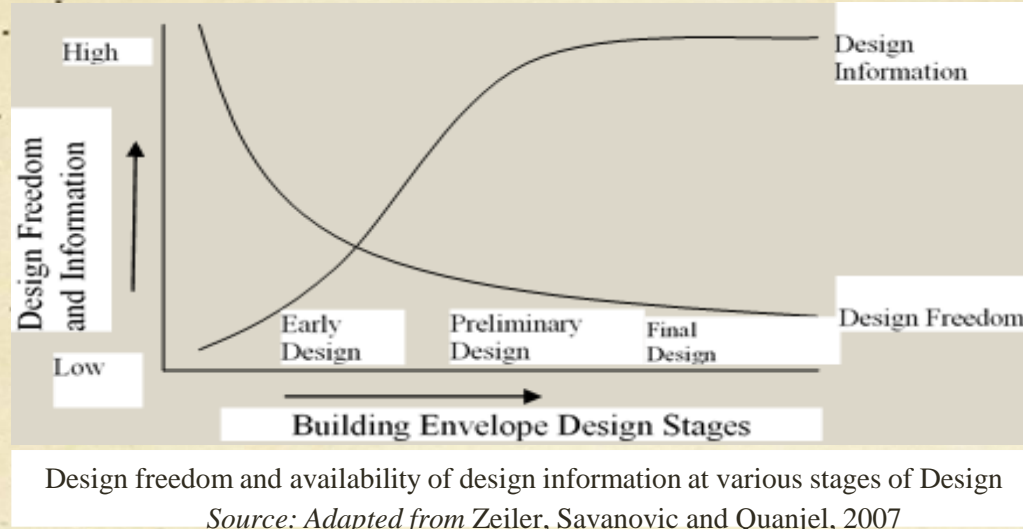 High
Design
Information
Design Freedom
and Information
Early
Design
Preliminary
Design
Final
Design
Design Freedom
Low
Building Envelope Design Stages
Design freedom and availability of design information at various stages of Design
Source: Adapted from Zeiler, Savanovic and Quanjel, 2007